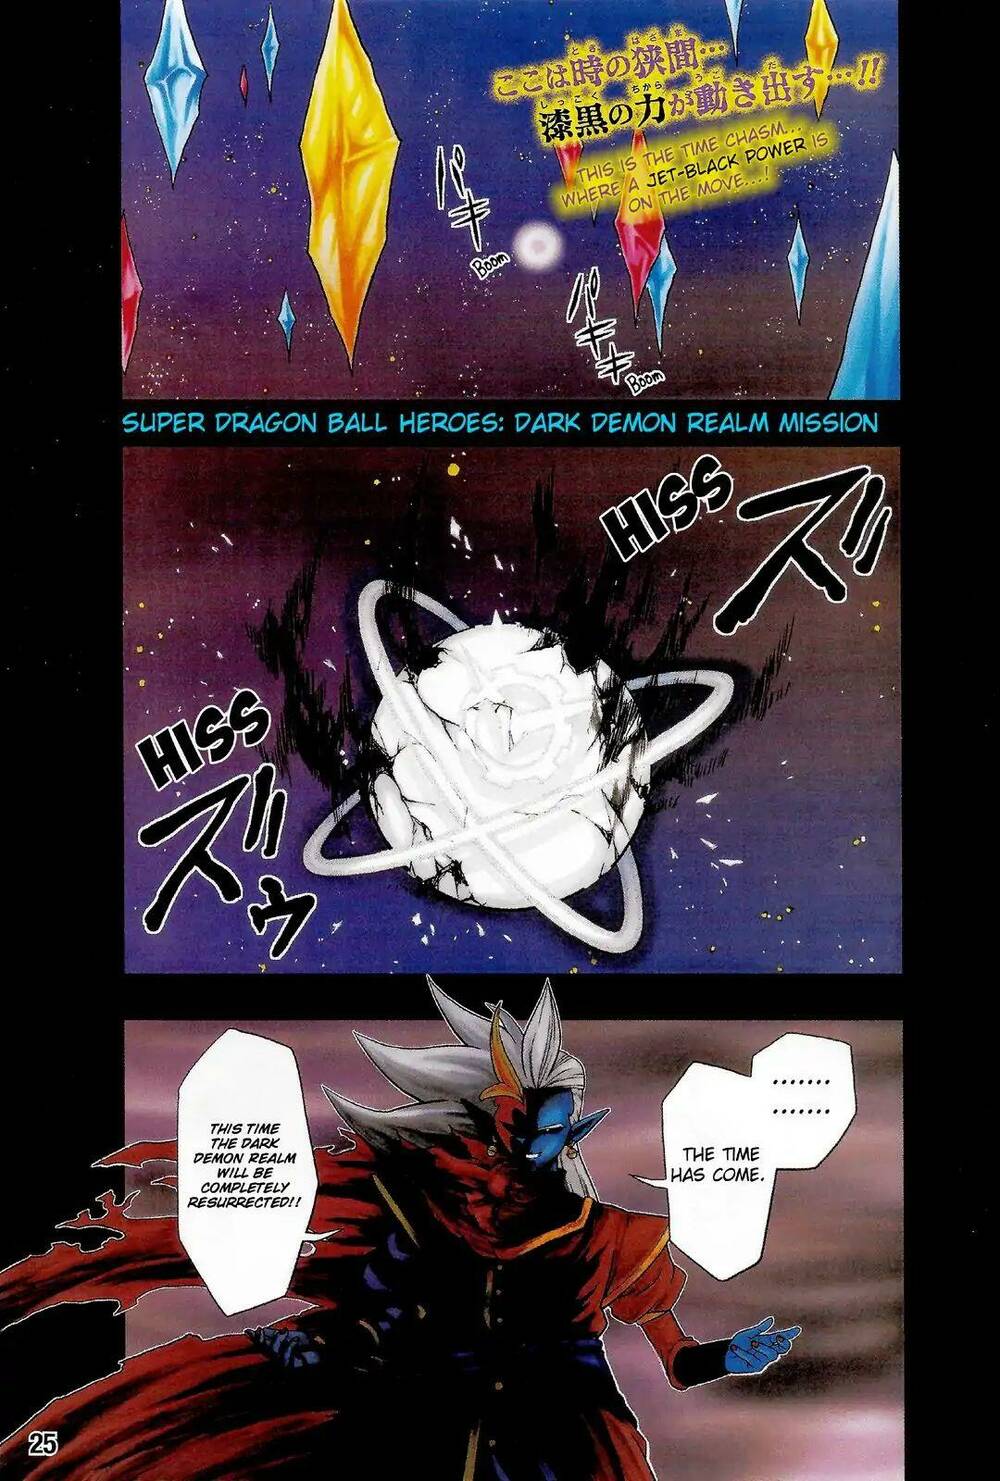 ここは時の狭間…
漆黒の力が動き出す…!!
THIS IS THE TIME CHASM...
WHERE A JET-BLACK POWER IS
ON THE MOVE...!
パキキ
Boom
パキキ
Boom
SUPER DRAGON BALL HEROES: DARK DEMON REALM MISSION
HISS
ズズ
HISS
ズズゥ
........
........
THE TIME
HAS COME.
THIS TIME
THE DARK
DEMON REALM
WILL BE
COMPLETELY
RESURRECTED!!
25